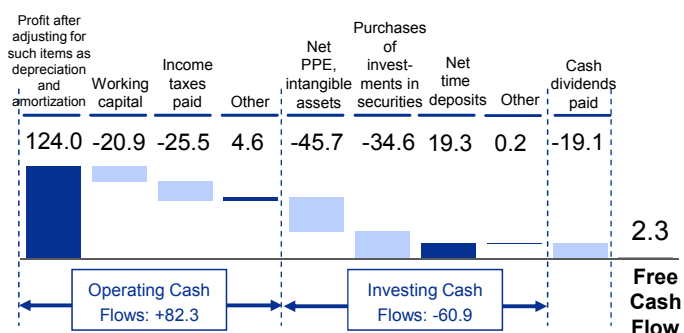 Profit after
adjusting for
such items as
depreciation
and
amortization)
Working
capital
Income
taxes
paid
Other
Net
PPE,
intangible
assets
Purchases
of
invest-
ments in
securities
Net
time
deposits
Other
Cash
dividends
paid
124.0 -20.9 -25.5 4.6 -45.7 -34.6 19.3 0.2 -19.1
2.3
Operating Cash
Flows: +82.3
Investing Cash
Flows: -60.9
Free
Cash
Flow